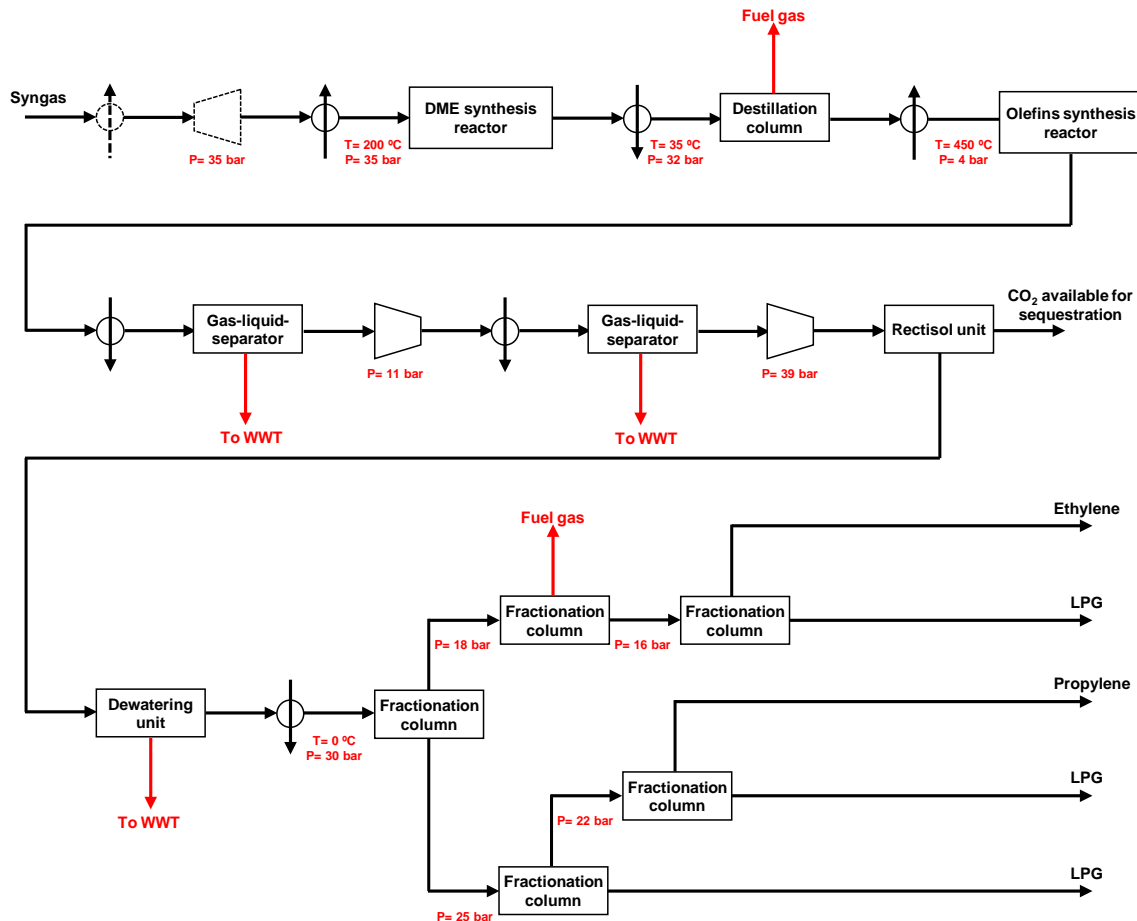 Fuel gas
Syngas
DME synthesis
reactor
Destillation
column
Olefins synthesis
reactor
P= 35 bar
T= 200 ºC
P= 35 bar
T= 35 ºC
P= 32 bar
T= 450 ºC
P= 4 bar
Gas-liquid-
separator
P= 11 bar
Gas-liquid-
separator
P= 39 bar
Rectisol unit
CO2 available for
sequestration
To WWT
To WWT
Ethylene
Fuel gas
Fractionation
column
Fractionation
column
LPG
P= 18 bar
P= 16 bar
Propylene
Dewatering
unit
Fractionation
column
T= 0 ºC
P= 30 bar
Fractionation
column
LPG
P= 22 bar
To WWT
Fractionation
column
LPG
P= 25 bar